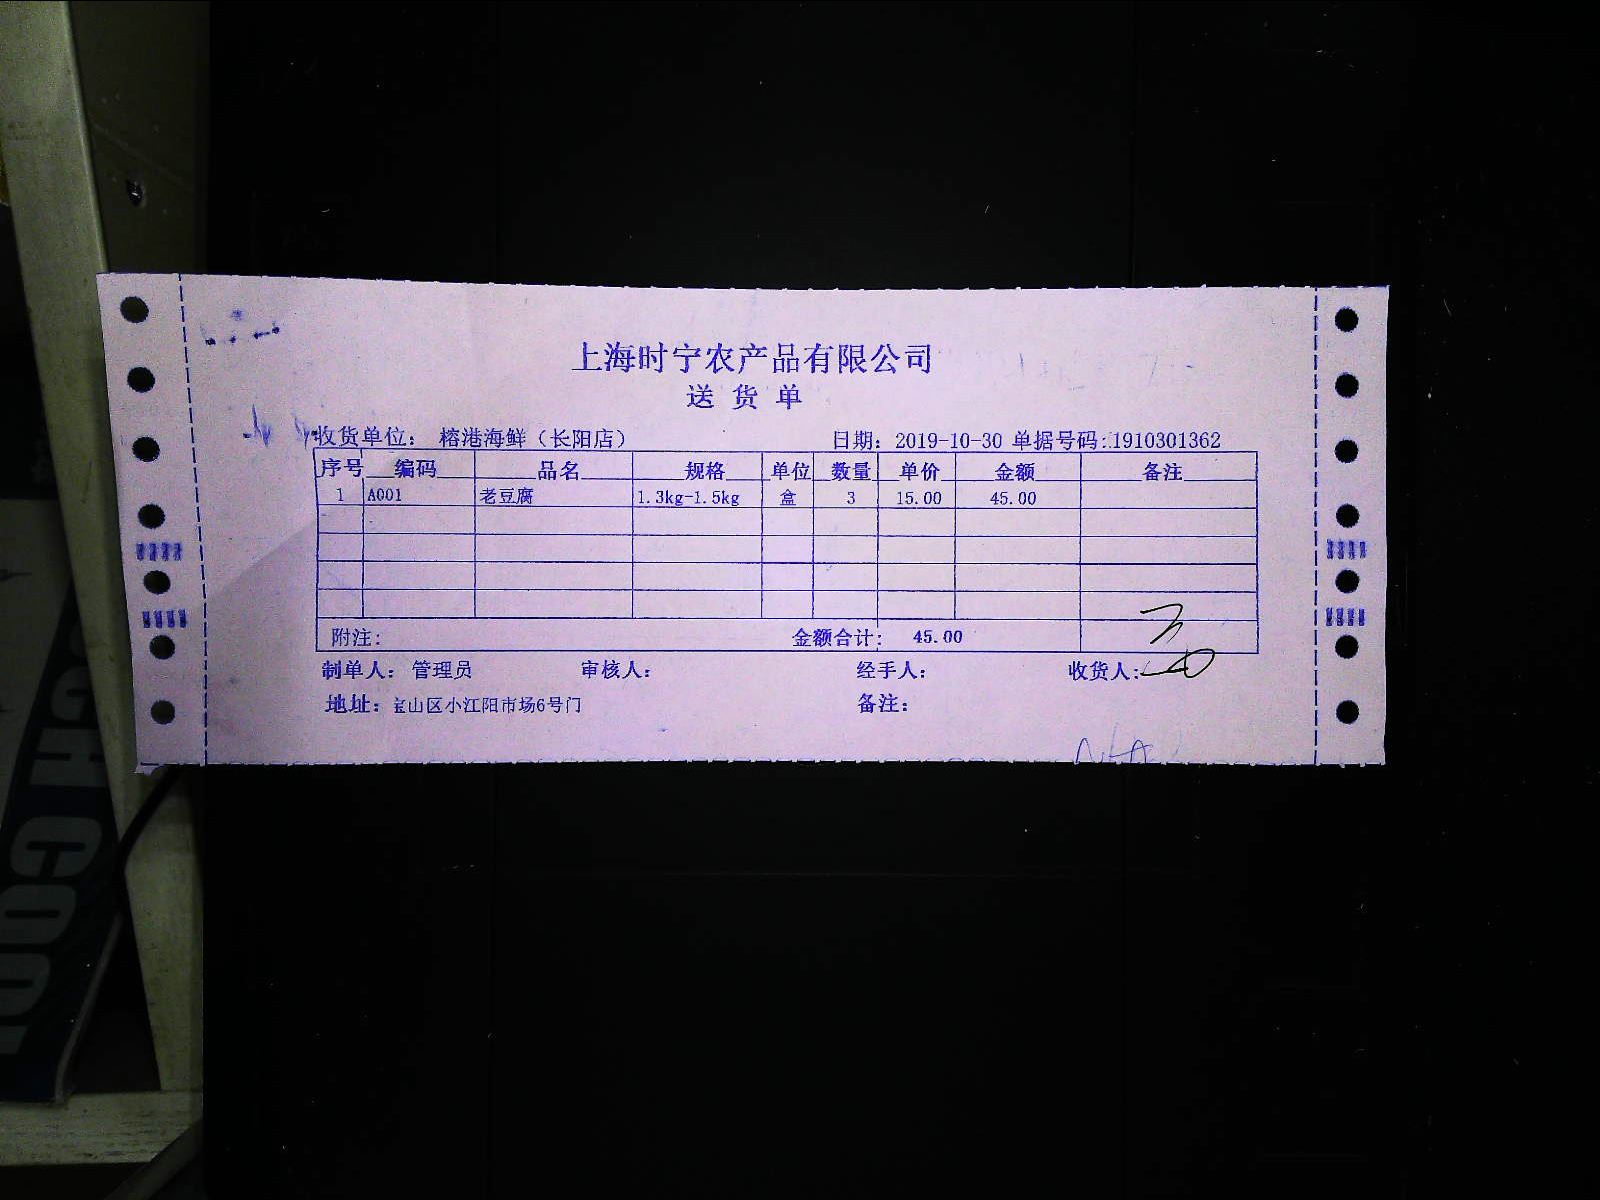 上海时宁农产品有限公司
送货单
收货单位: 榕港海鲜（长阳店） 日期: 2019-10-30 单据号码:1910301362
序号 编码 品名 规格 单位 数量 单价 金额 备注
1 A001 老豆腐 1.3kg-1.5kg 盒 3 15.00 45.00
附注: 金额合计: 45.00
制单人: 管理员 审核人: 经手人: 收货人:
地址: 宝山区小江阳市场6号门 备注: